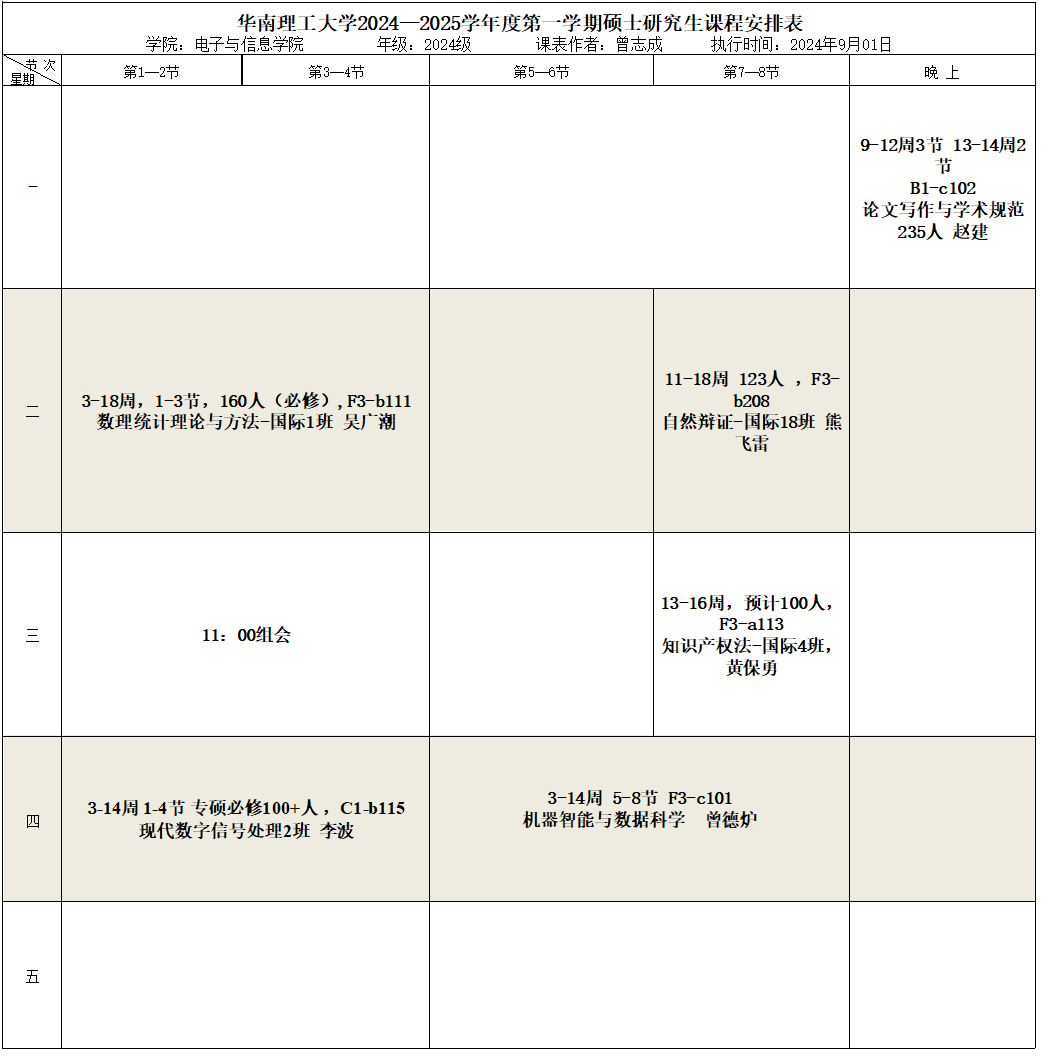 华南理工大学2024—2025学年度第一学期硕士研究生课程安排表
学院：电子与信息学院 年级：2024级 课表作者：曾志成 执行时间：2024年9月01日
节 次
星期
第1—2节 第3—4节 第5—6节 第7—8节 晚 上
一
9-12周3节 13-14周2
节
B1-c102
论文写作与学术规范
235人 赵建
二
3-18周，1-3节，160人（必修）,F3-b111
数理统计理论与方法-国际1班 吴广潮
11-18周 123人 ，F3-
b208
自然辩证-国际18班 熊
飞雷
三
11：00组会
13-16周，预计100人，
F3-a113
知识产权法-国际4班，
黄保勇
四
3-14周 1-4节 专硕必修100+人 ，C1-b115
现代数字信号处理2班 李波
3-14周 5-8节 F3-c101
机器智能与数据科学 曾德炉
五